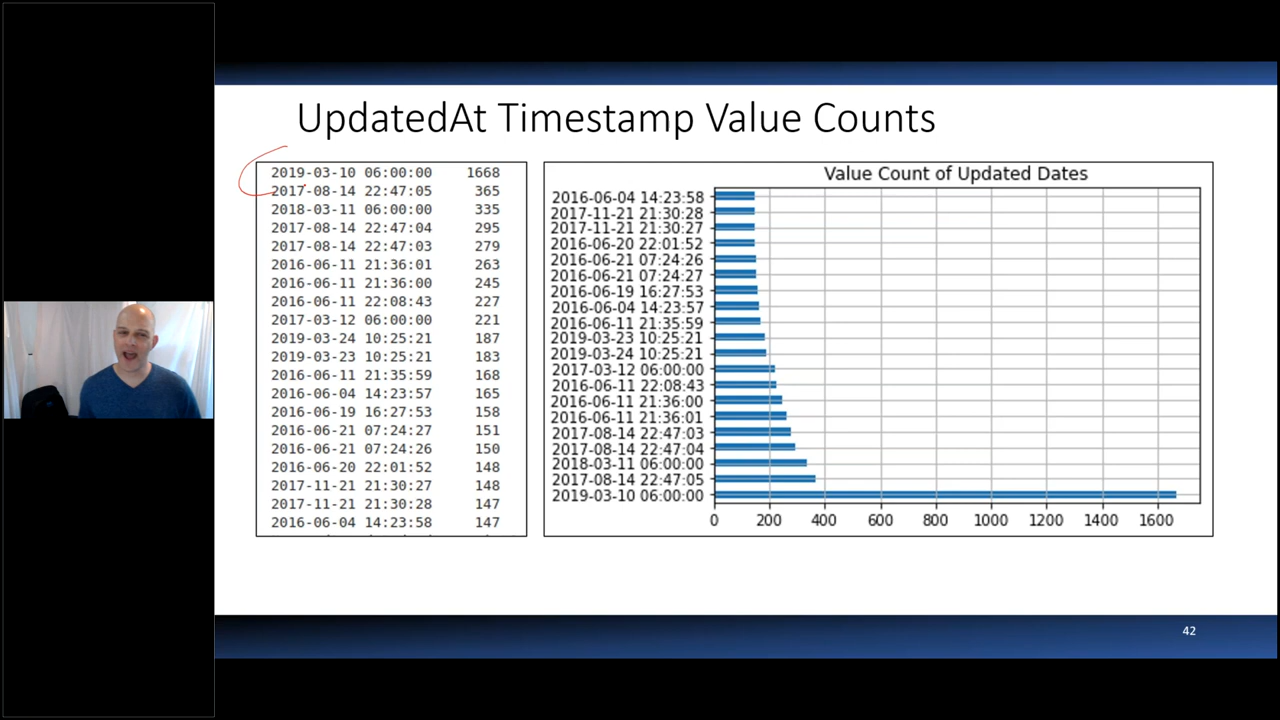 UpdatedAt Timestamp Value Counts
2019-03-10 06:00:00 1668
2017-08-14 22:47:05 365
2018-03-11 06:00:00 335
2017-08-14 22:47:04 295
2017-08-14 22:47:03 279
2016-06-11 21:36:01 263
2016-06-11 21:36:00 245
2016-06-11 22:08:43 227
2017-03-12 06:00:00 221
2019-03-24 10:25:21 187
2019-03-23 10:25:21 183
2016-06-11 21:35:59 168
2016-06-04 14:23:57 165
2016-06-19 16:27:53 158
2016-06-21 07:24:27 151
2016-06-21 07:24:26 150
2016-06-20 22:01:52 148
2017-11-21 21:30:27 148
2017-11-21 21:30:28 147
2016-06-04 14:23:58 147
Value Count of Updated Dates
2016-06-04 14:23:58
2017-11-21 21:30:28
2017-11-21 21:30:27
2016-06-20 22:01:52
2016-06-21 07:24:26
2016-06-21 07:24:27
2016-06-19 16:27:53
2016-06-04 14:23:57
2016-06-11 21:35:59
2019-03-23 10:25:21
2019-03-24 10:25:21
2017-03-12 06:00:00
2016-06-11 22:08:43
2016-06-11 21:36:00
2016-06-11 21:36:01
2017-08-14 22:47:03
2017-08-14 22:47:04
2018-03-11 06:00:00
2017-08-14 22:47:05
2019-03-10 06:00:00
0 200 400 600 800 1000 1200 1400 1600
42